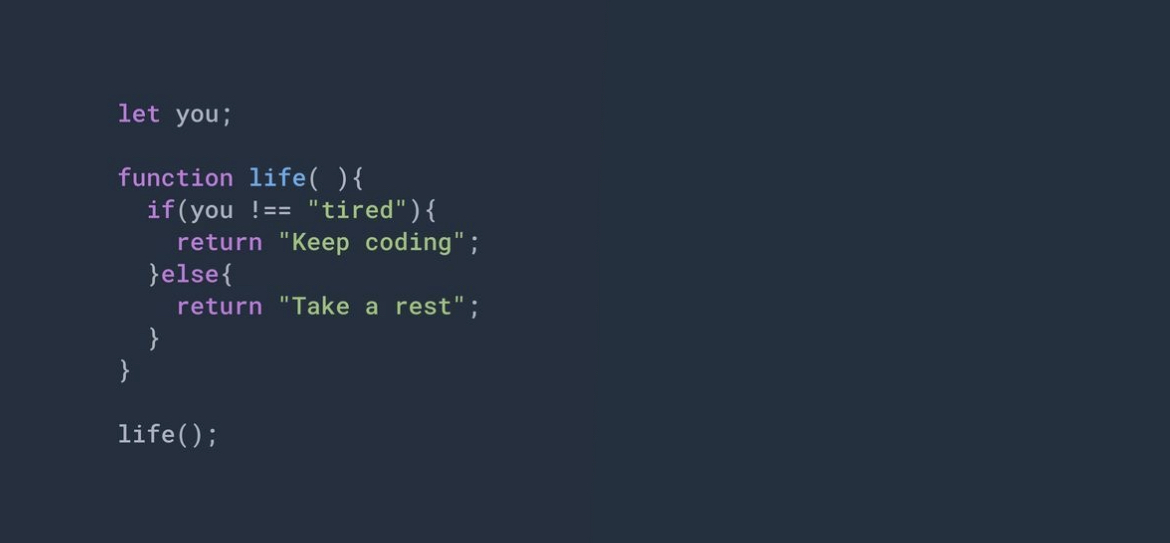 let you;
function life( ){
if(you !== "tired"){
return "Keep coding";
}else{
return "Take a rest";
}
}
life();